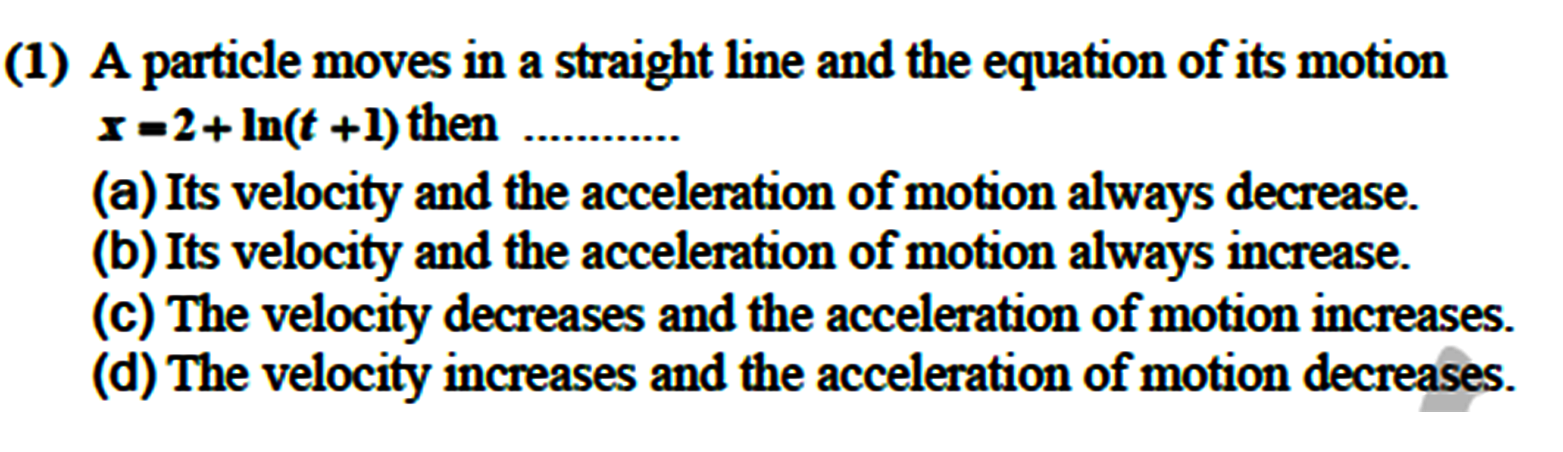 (1) A particle moves in a straight line and the equation of its motion
x = 2 + ln(t + 1) then .............
(a) Its velocity and the acceleration of motion always decrease.
(b) Its velocity and the acceleration of motion always increase.
(c) The velocity decreases and the acceleration of motion increases.
(d) The velocity increases and the acceleration of motion decreases.